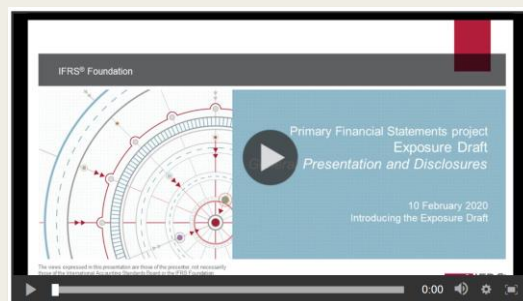 IFRS® Foundation
Primary Financial Statements project
Exposure Draft
Presentation and Disclosures
10 February 2020
Introducing the Exposure Draft
The views expressed in this presentation are those of the presenter, not necessarily
those of the International Accounting Standards Board or the IFRS Foundation
0:00